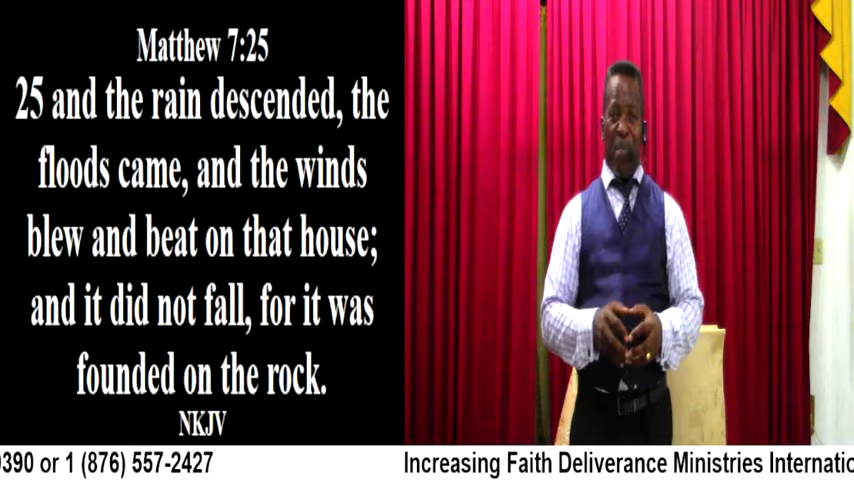 Matthew 7:25
25 and the rain descended, the
floods came, and the winds
blew and beat on that house;
and it did not fall, for it was
founded on the rock.
NKJV
390 or 1 (876) 557-2427
Increasing Faith Deliverance Ministries Internatio